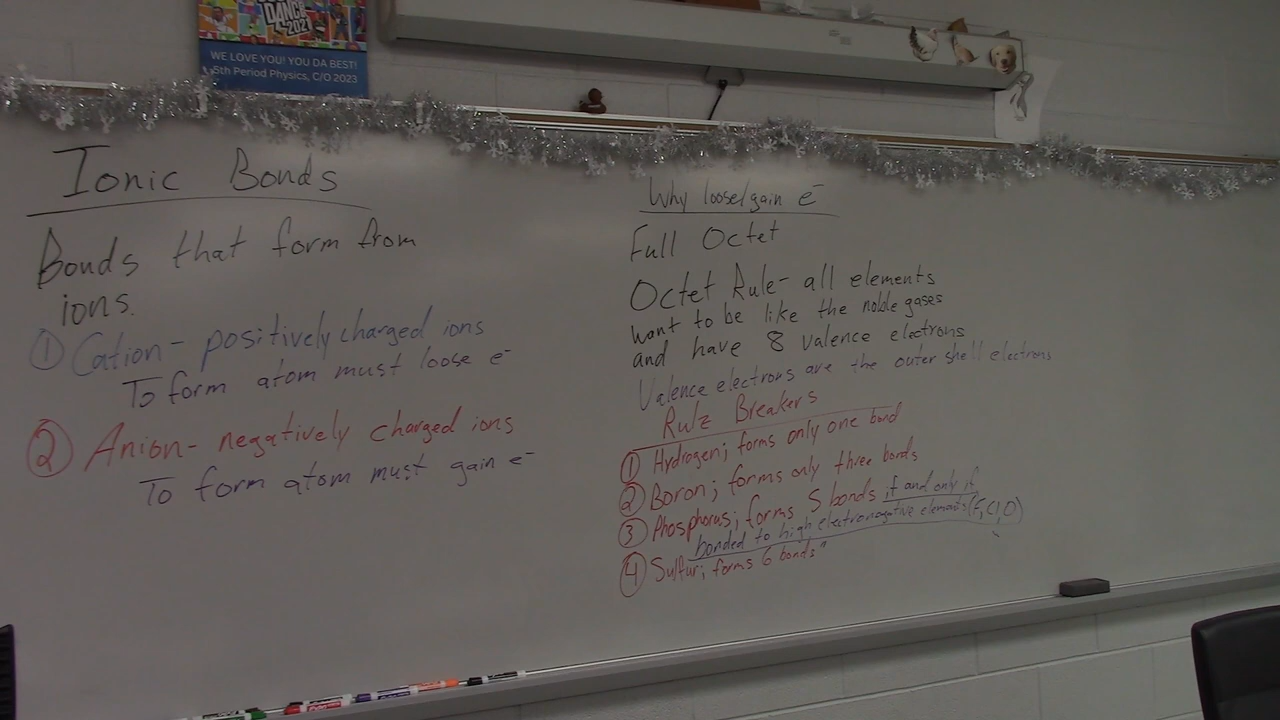 DANCE
202
WE LOVE YOU! YOU DA BEST!
5th Period Physics, C/O 2023
Ionic Bonds
Bonds that form from
ions.
① Cation- positively charged ions
To form atom must loose e⁻
② Anion- negatively charged ions
To form atom must gain e⁻
Why loose/gain e⁻
Full Octet
Octet Rule- all elements
want to be like the noble gases
and have 8 valence electrons
Valence electrons are the outer shell electrons
Rulz Breakers
① Hydrogen; forms only one bond
② Boron; forms only three bonds
③ Phosphorus; forms 5 bonds if and only if
bonded to high electronegative elements (F, Cl, O)
④ Sulfur; forms 6 bonds "